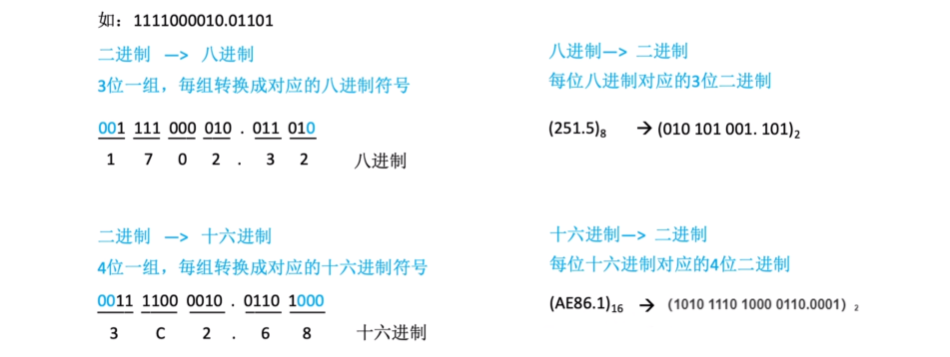 如：1111000010.01101
二进制 —> 八进制
3位一组，每组转换成对应的八进制符号
001 111 000 010 . 011 010
1 7 0 2 . 3 2 八进制
八进制—> 二进制
每位八进制对应的3位二进制
(251.5)8 → (010 101 001. 101)2
二进制 —> 十六进制
4位一组，每组转换成对应的十六进制符号
0011 1100 0010 . 0110 1000
3 C 2 . 6 8 十六进制
十六进制—> 二进制
每位十六进制对应的4位二进制
(AE86.1)16 → (1010 1110 1000 0110.0001）2